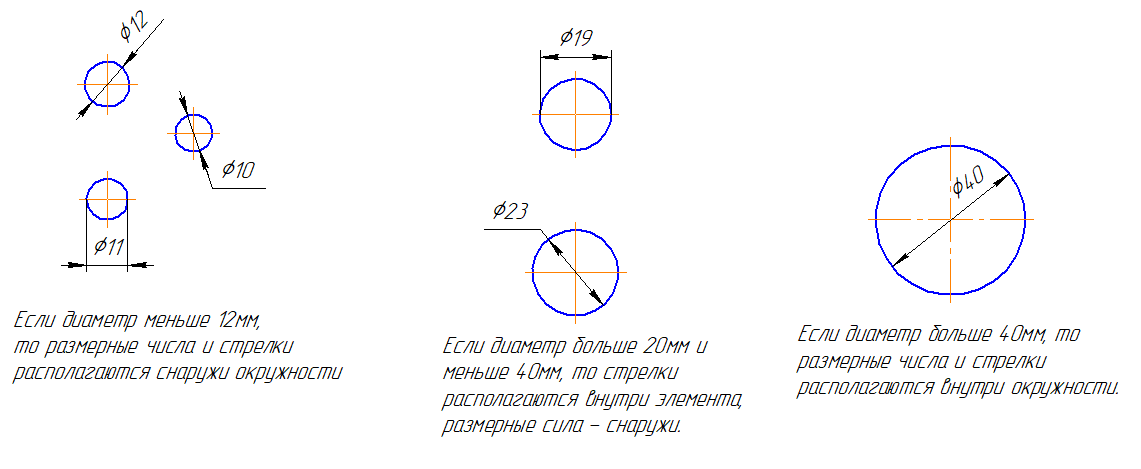 ϕ12
ϕ10
ϕ11
Если диаметр меньше 12мм,
то размерные числа и стрелки
располагаются снаружи окружности
ϕ19
ϕ23
Если диаметр больше 20мм и
меньше 40мм, то стрелки
располагаются внутри элемента,
размерные сила – снаружи.
ϕ40
Если диаметр больше 40мм, то
размерные числа и стрелки
располагаются внутри окружности.